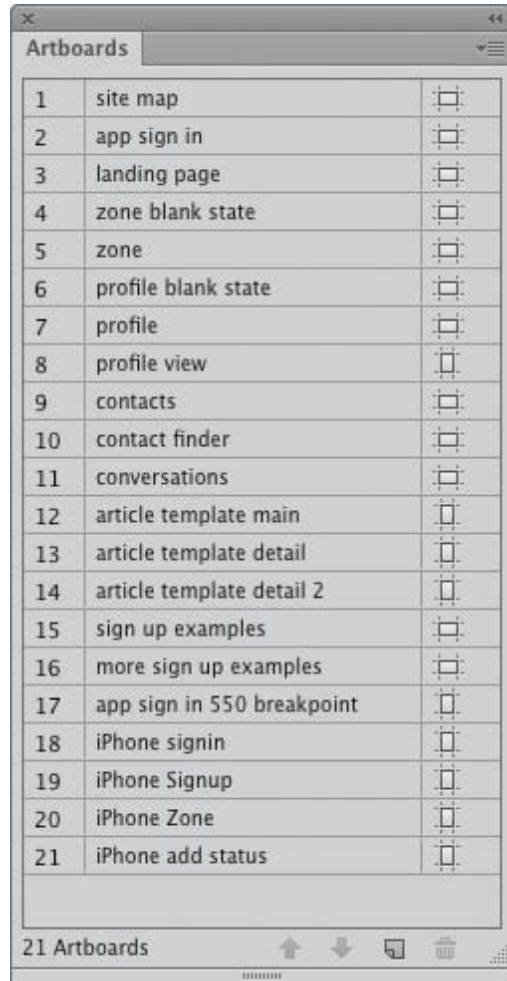 Artboards
1 site map
2 app sign in
3 landing page
4 zone blank state
5 zone
6 profile blank state
7 profile
8 profile view
9 contacts
10 contact finder
11 conversations
12 article template main
13 article template detail
14 article template detail 2
15 sign up examples
16 more sign up examples
17 app sign in 550 breakpoint
18 iPhone signin
19 iPhone Signup
20 iPhone Zone
21 iPhone add status
21 Artboards